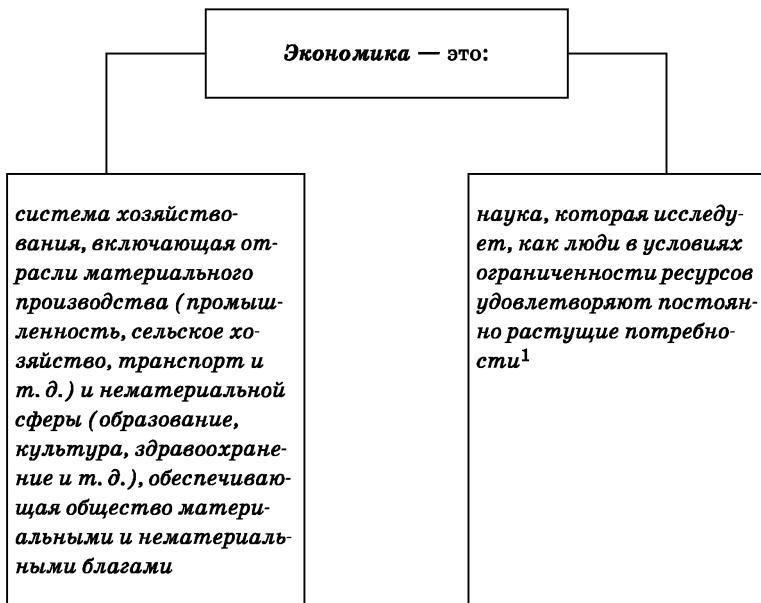 Экономика — это:
система хозяйство-
вания, включающая от-
расли материального
производства (промыш-
ленность, сельское хо-
зяйство, транспорт и
т. д.) и нематериальной
сферы (образование,
культура, здравоохране-
ние и т. д.), обеспечиваю-
щая общество матери-
альными и нематериаль-
ными благами
наука, которая исследу-
ет, как люди в условиях
ограниченности ресурсов
удовлетворяют постоян-
но растущие потребно-
сти¹